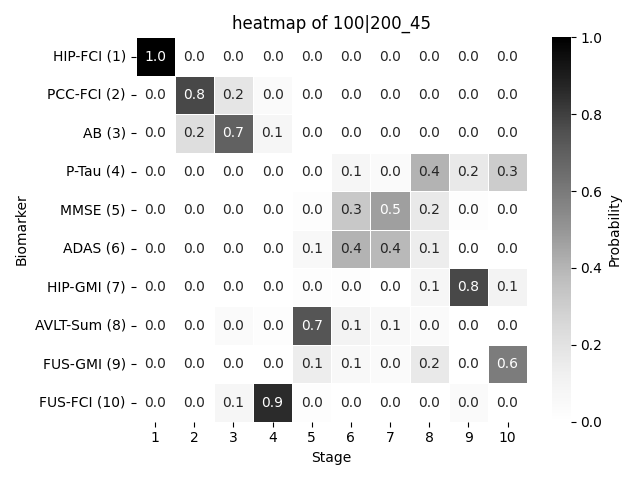 heatmap of 100|200_45
HIP-FCI (1) 1.0 0.0 0.0 0.0 0.0 0.0 0.0 0.0 0.0 0.0
PCC-FCI (2) 0.0 0.8 0.2 0.0 0.0 0.0 0.0 0.0 0.0 0.0
AB (3) 0.0 0.2 0.7 0.1 0.0 0.0 0.0 0.0 0.0 0.0
P-Tau (4) 0.0 0.0 0.0 0.0 0.0 0.1 0.0 0.4 0.2 0.3
MMSE (5) 0.0 0.0 0.0 0.0 0.0 0.3 0.5 0.2 0.0 0.0
ADAS (6) 0.0 0.0 0.0 0.0 0.1 0.4 0.4 0.1 0.0 0.0
HIP-GMI (7) 0.0 0.0 0.0 0.0 0.0 0.0 0.0 0.1 0.8 0.1
AVLT-Sum (8) 0.0 0.0 0.0 0.0 0.7 0.1 0.1 0.0 0.0 0.0
FUS-GMI (9) 0.0 0.0 0.0 0.0 0.1 0.1 0.0 0.2 0.0 0.6
FUS-FCI (10) 0.0 0.0 0.1 0.9 0.0 0.0 0.0 0.0 0.0 0.0
1 2 3 4 5 6 7 8 9 10
Stage
Biomarker
1.0
0.8
0.6
0.4
0.2
0.0
Probability